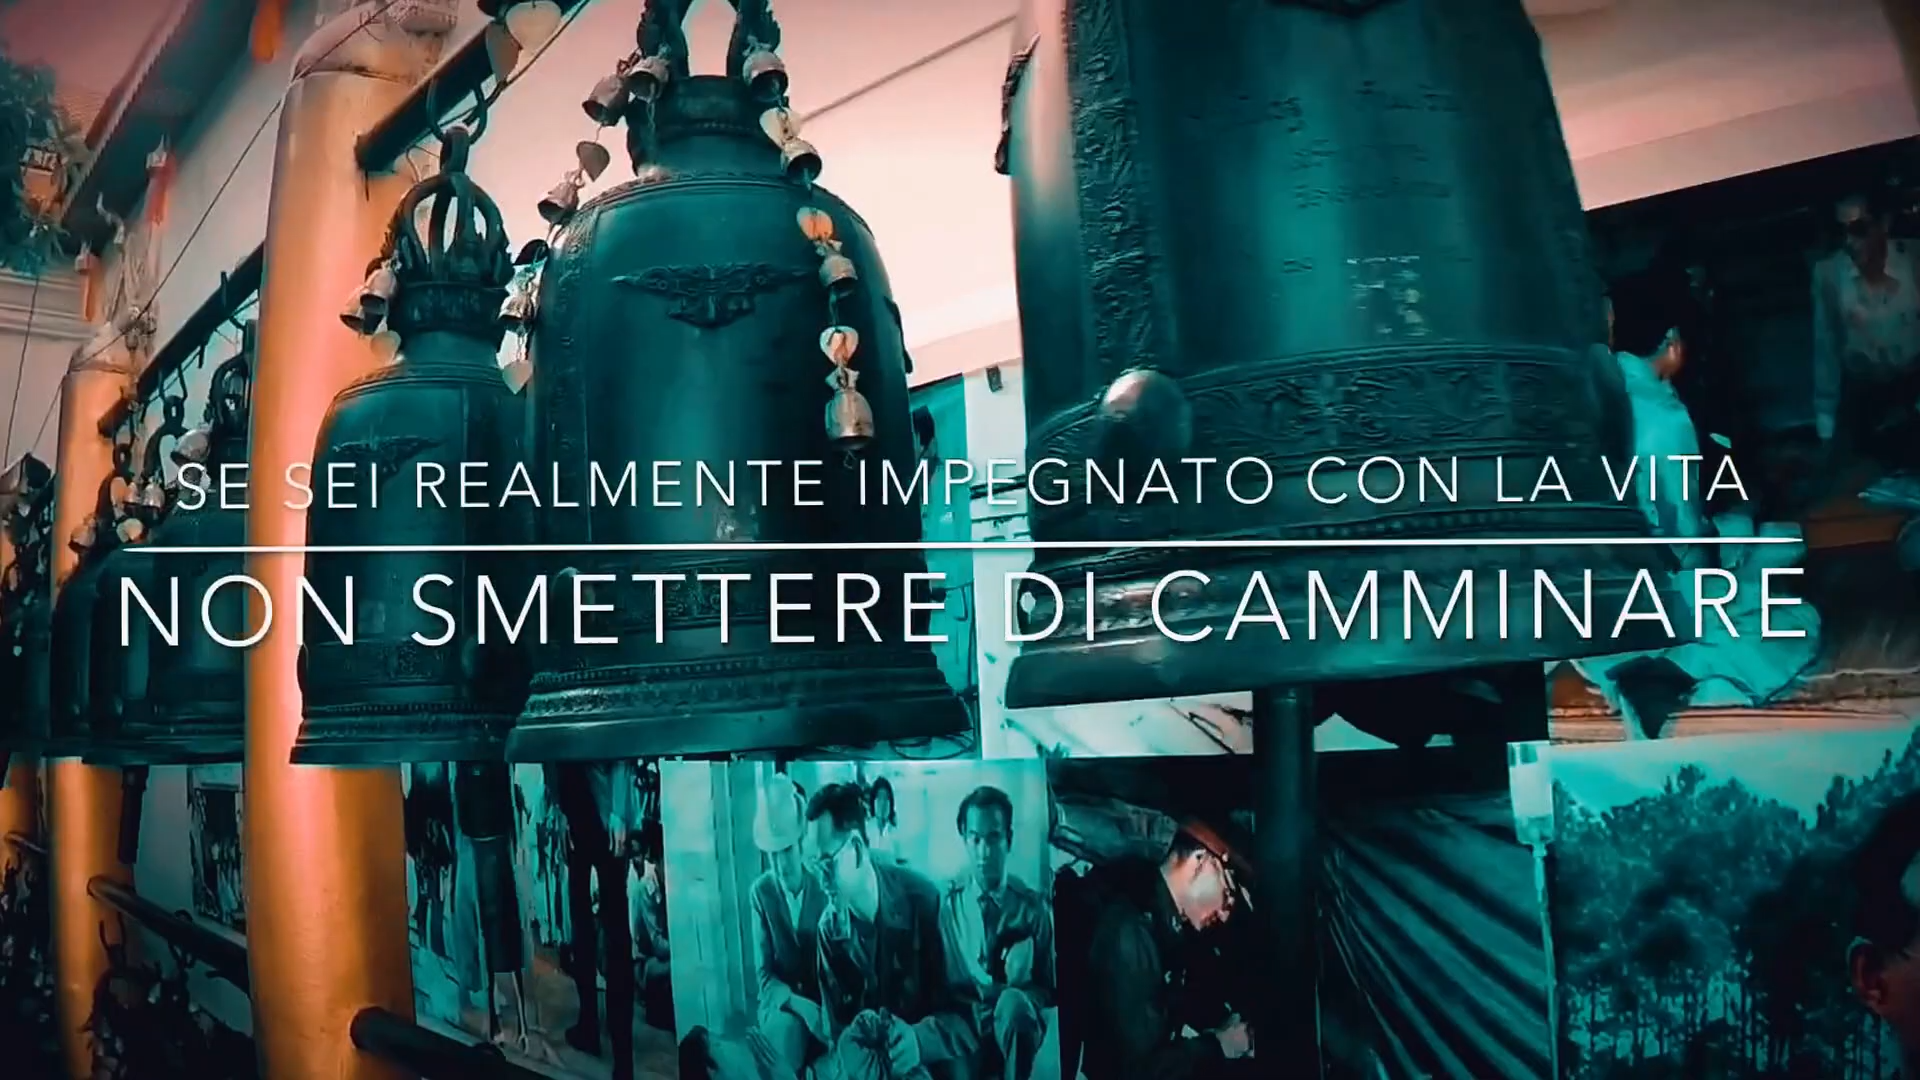 SE SEI REALMENTE IMPEGNATO CON LA VITA
NON SMETTERE DI CAMMINARE